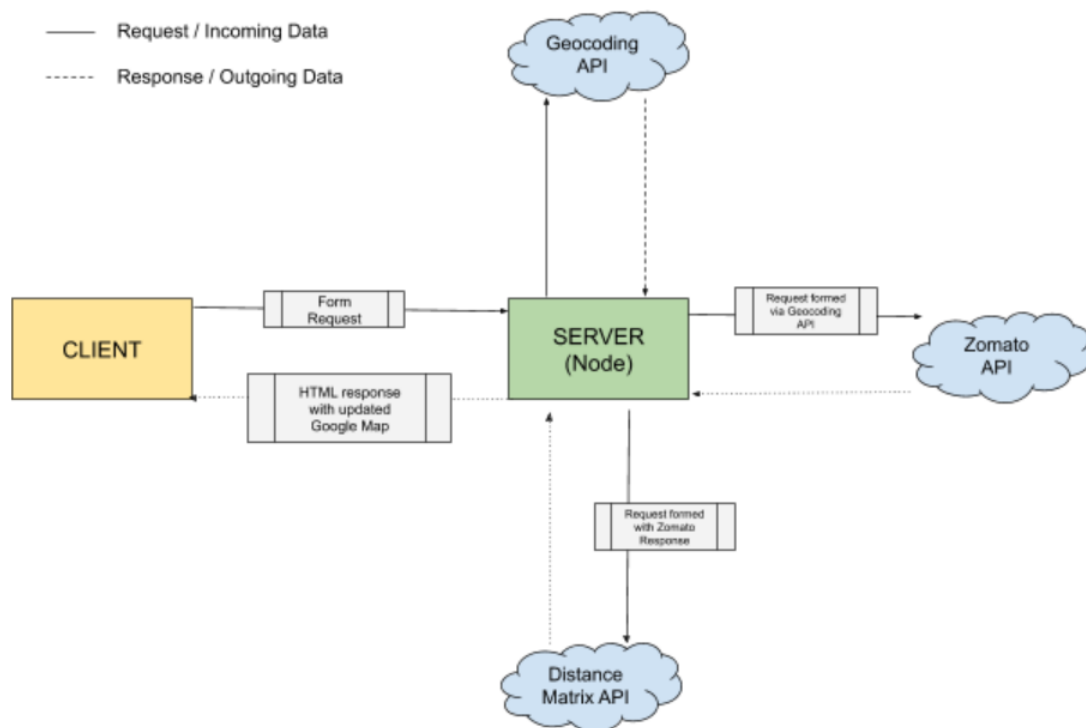 Request / Incoming Data
Response / Outgoing Data
Geocoding
API
Form
Request
Request formed
via Geocoding
API
CLIENT
SERVER
(Node)
Zomato
API
HTML response
with updated
Google Map
Request formed
with Zomato
Response
Distance
Matrix API